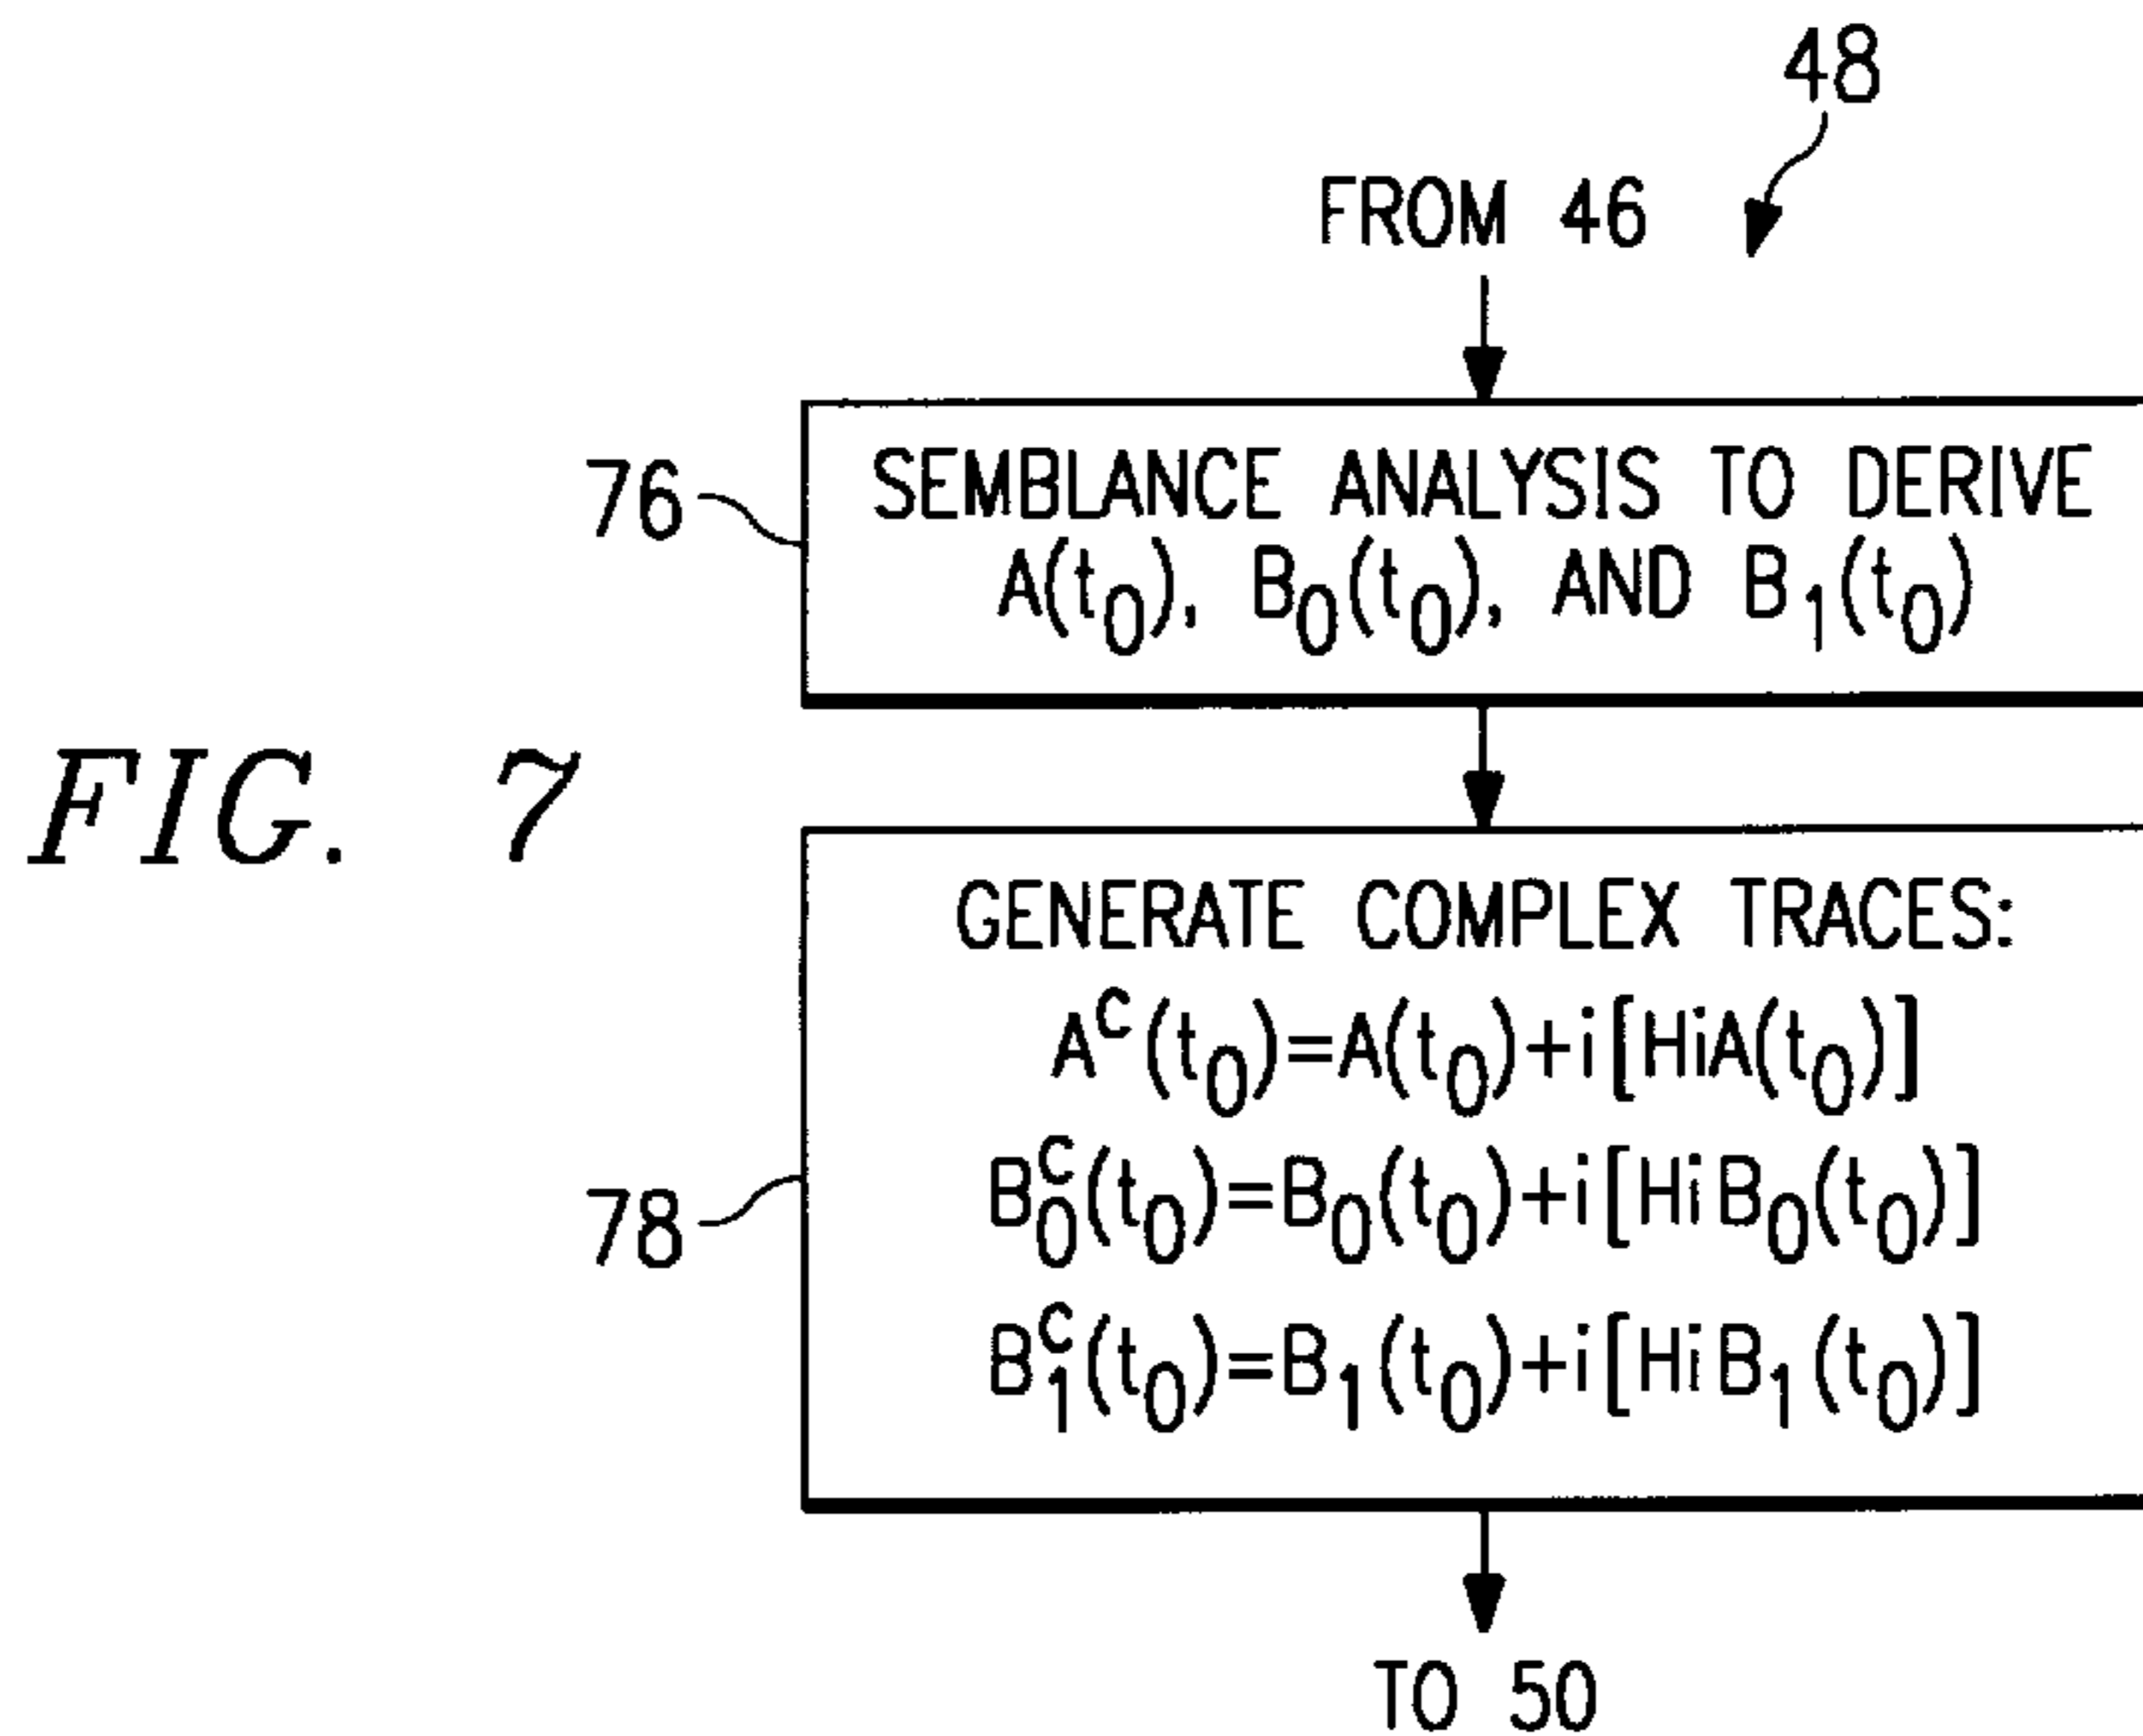 48
FROM 46
76
SEMBLANCE ANALYSIS TO DERIVE
A(t₀), B₀(t₀), AND B₁(t₀)
FIG. 7
GENERATE COMPLEX TRACES:
Aᶜ(t₀)=A(t₀)+i[HiA(t₀)]
78
B₀ᶜ(t₀)=B₀(t₀)+i[HiB₀(t₀)]
B₁ᶜ(t₀)=B₁(t₀)+i[HiB₁(t₀)]
TO 50